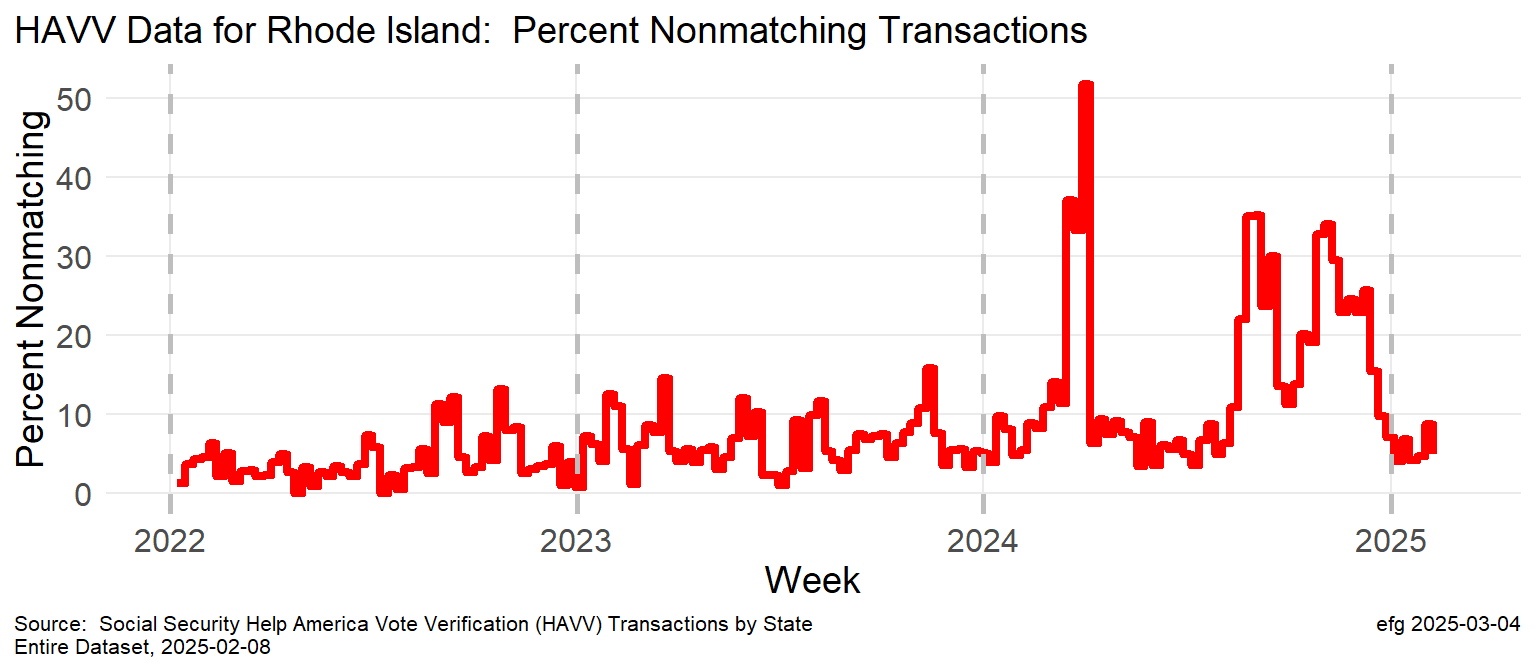 HAVV Data for Rhode Island:  Percent Nonmatching Transactions
Percent Nonmatching
50
40
30
20
10
0
2022 2023 2024 2025
Week
Source:  Social Security Help America Vote Verification (HAVV) Transactions by State
Entire Dataset, 2025-02-08
efg 2025-03-04